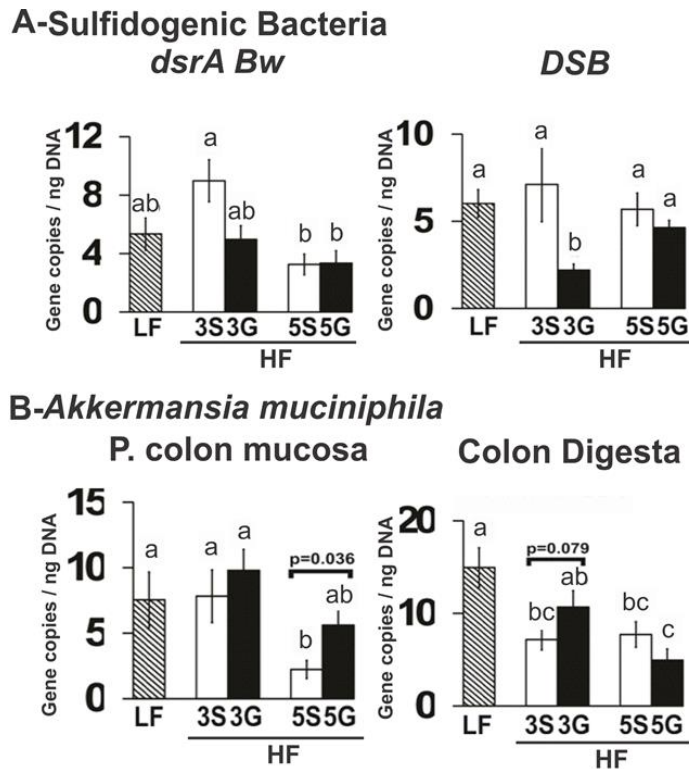 A-Sulfidogenic Bacteria
dsrA Bw
DSB
Gene copies / ng DNA
12
8
4
0
ab
a
ab
b
b
LF
3S 3G
5S 5G
HF
Gene copies / ng DNA
10
5
0
a
a
b
a
a
LF
3S 3G
5S 5G
HF
B-Akkermansia muciniphila
P. colon mucosa
Colon Digesta
Gene copies / ng DNA
15
10
5
0
a
a
a
p=0.036
b
ab
LF
3S 3G
5S 5G
HF
Gene copies / ng DNA
20
10
0
a
p=0.079
bc
ab
bc
c
LF
3S 3G
5S 5G
HF